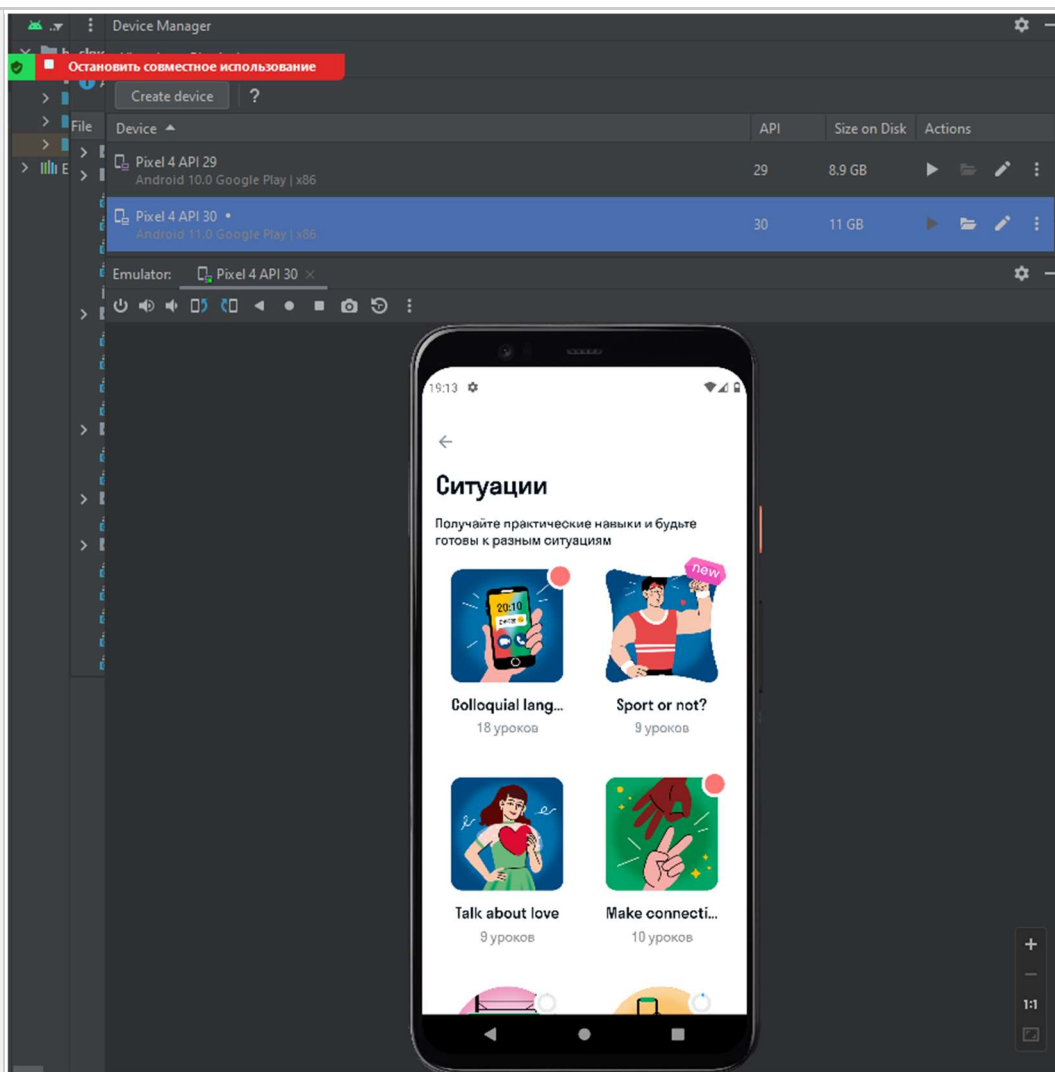 Device Manager
Остановить совместное использование
Create device ?
File Device API Size on Disk Actions
Pixel 4 API 29
Android 10.0 Google Play | x86
29 8.9 GB
Pixel 4 API 30
Android 11.0 Google Play | x86
30 11 GB
Emulator: Pixel 4 API 30
19:13
Ситуации
Получайте практические навыки и будьте
готовы к разным ситуациям
20:10
new
Colloquial lang...
18 уроков
Sport or not?
9 уроков
Talk about love
9 уроков
Make connecti...
10 уроков
1:1